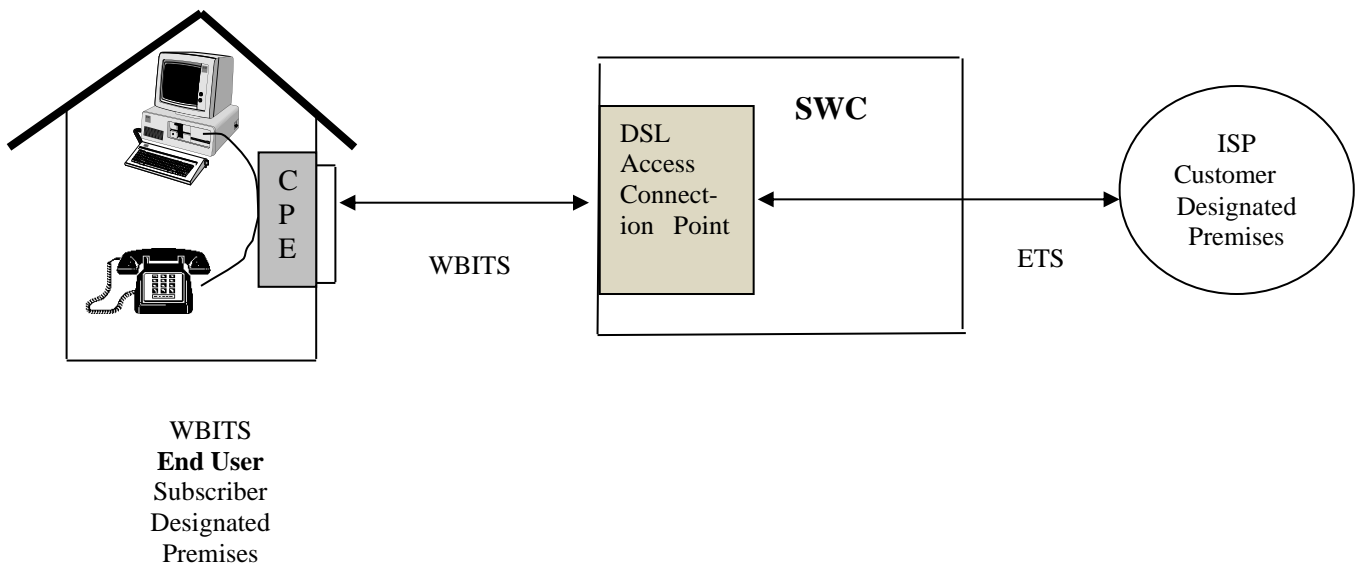 SWC
DSL
Access
Connect-
ion Point
ISP
Customer
Designated
Premises
C
P
E
WBITS
ETS
WBITS
End User
Subscriber
Designated
Premises